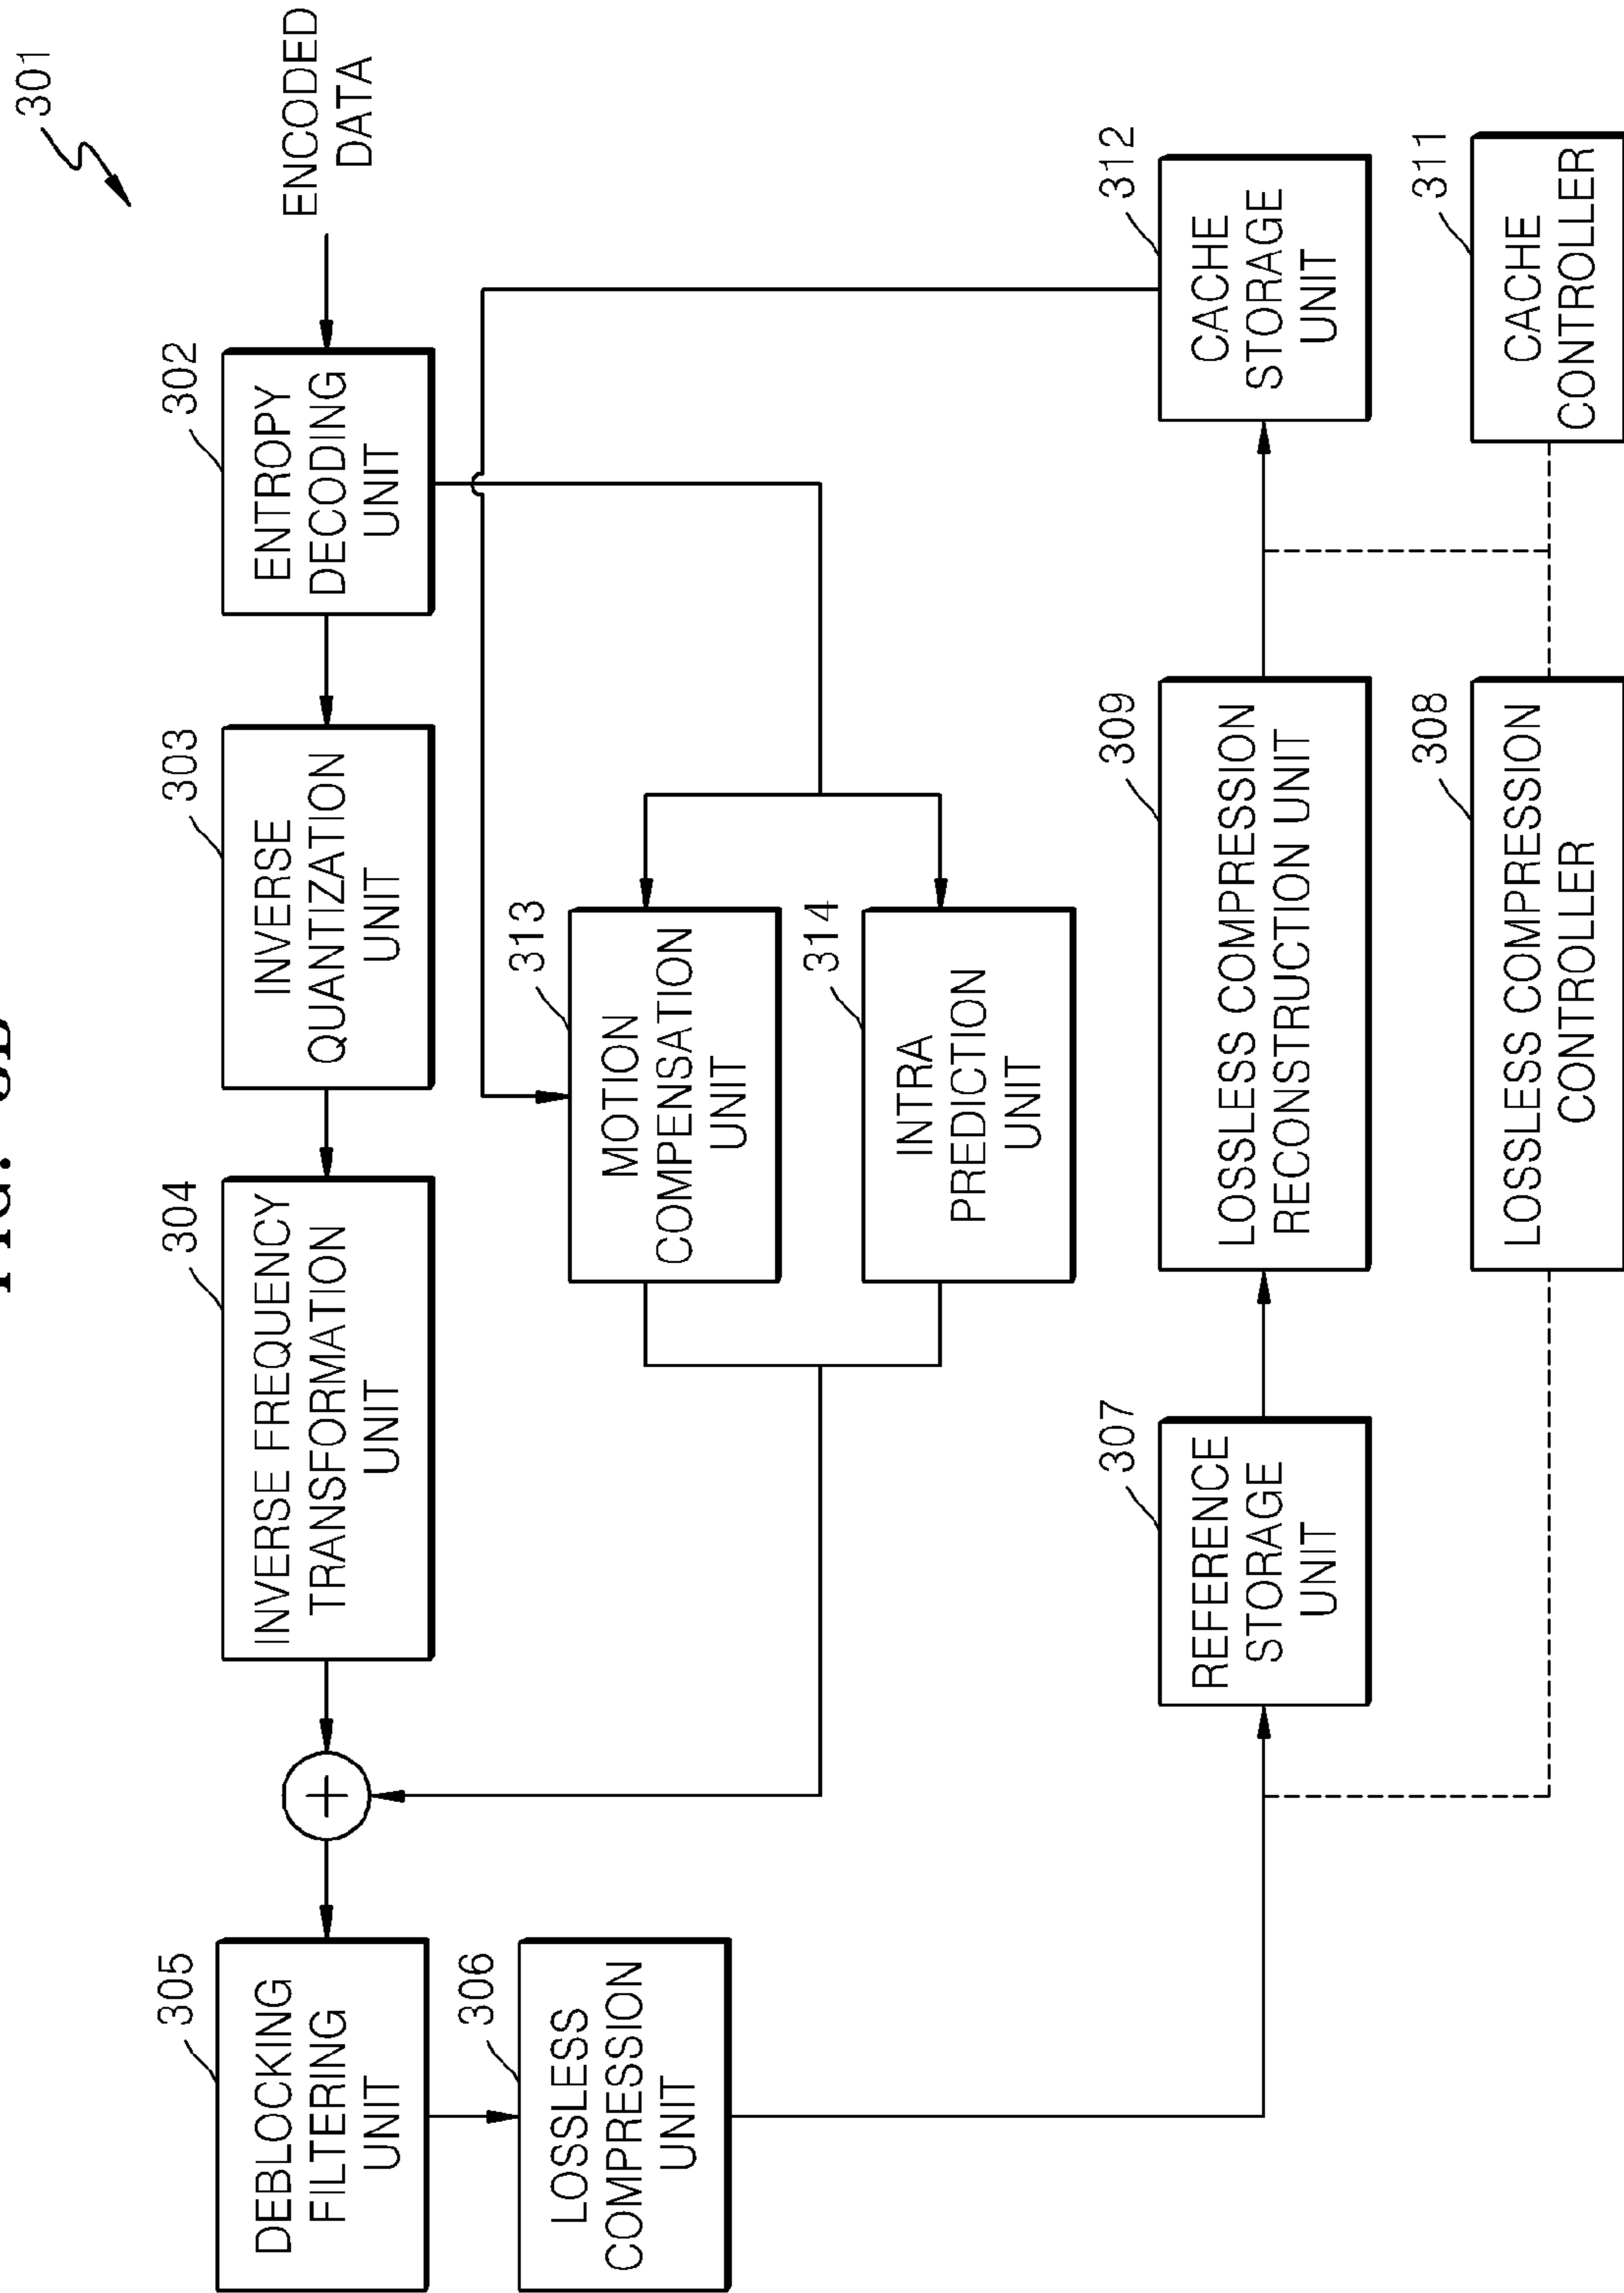 301
305
DEBLOCKING
FILTERING
UNIT
304
INVERSE FREQUENCY
TRANSFORMATION
UNIT
303
INVERSE
QUANTIZATION
UNIT
302
ENTROPY
DECODING
UNIT
ENCODED
DATA
306
LOSSLESS
COMPRESSION
UNIT
313
MOTION
COMPENSATION
UNIT
314
INTRA
PREDICTION
UNIT
307
REFERENCE
STORAGE
UNIT
309
LOSSLESS COMPRESSION
RECONSTRUCTION UNIT
312
CACHE
STORAGE
UNIT
308
LOSSLESS COMPRESSION
CONTROLLER
311
CACHE
CONTROLLER